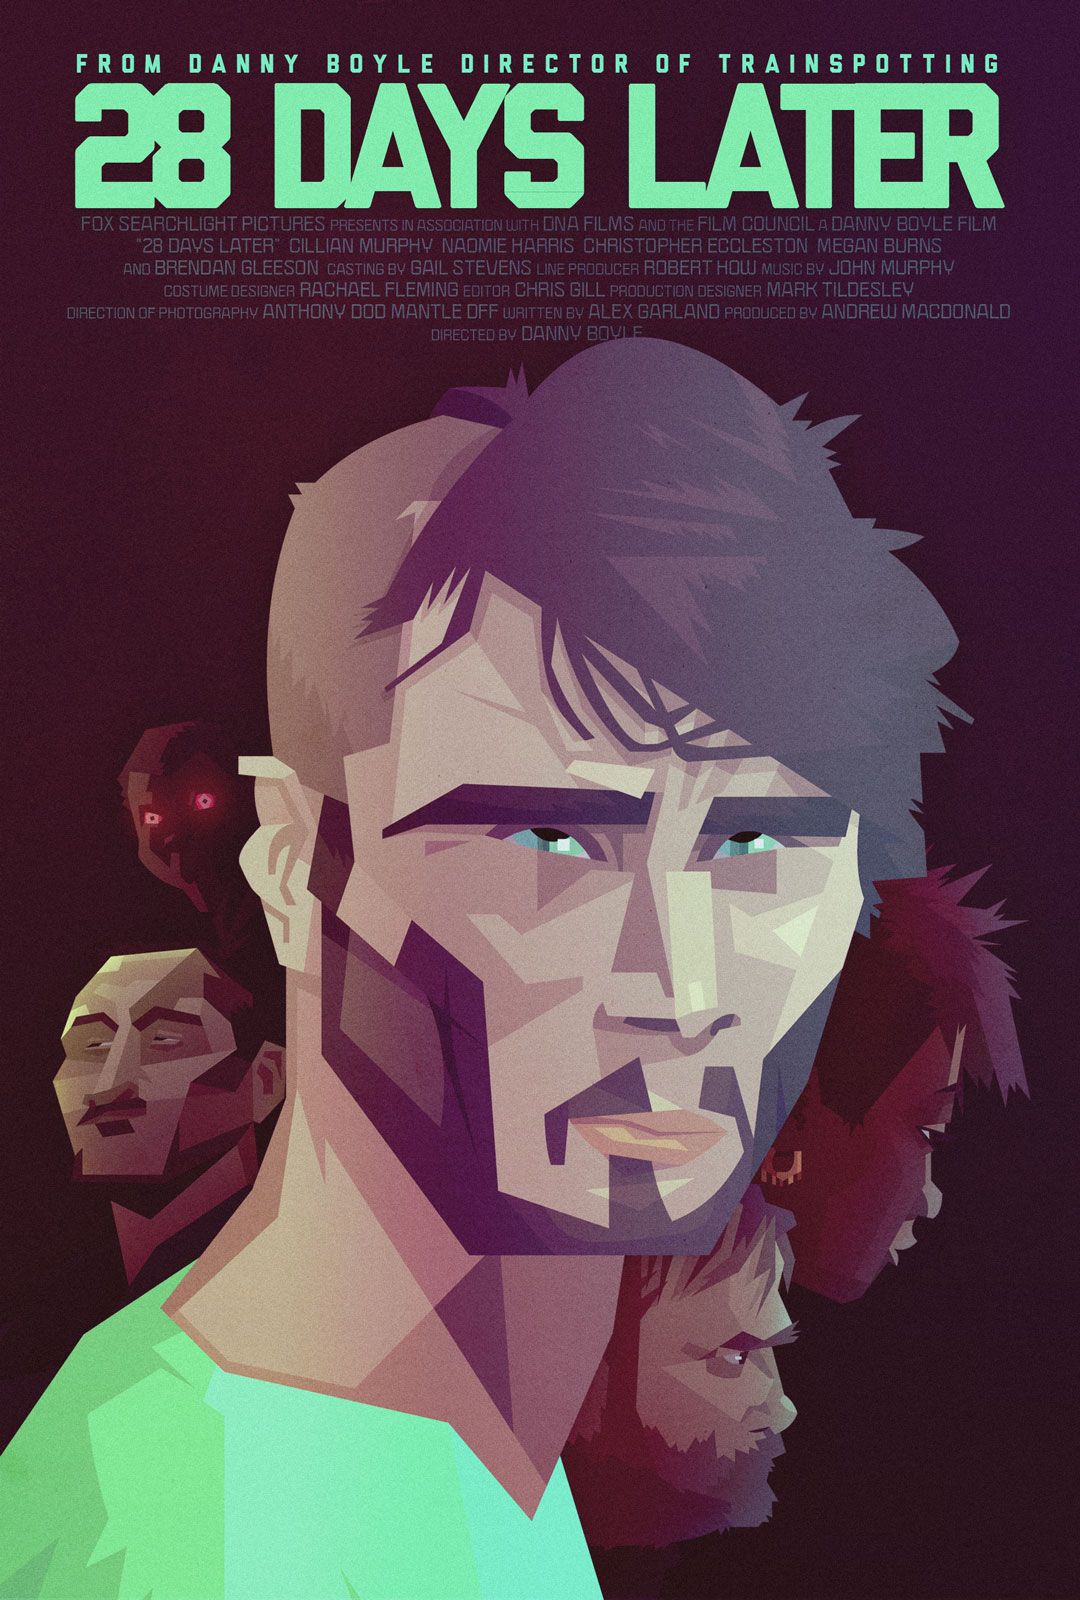 FROM DANNY BOYLE DIRECTOR OF TRAINSPOTTING
28 DAYS LATER
FOX SEARCHLIGHT PICTURES PRESENTS IN ASSOCIATION WITH DNA FILMS AND THE FILM COUNCIL A DANNY BOYLE FILM
"28 DAYS LATER" CILLIAN MURPHY NAOMIE HARRIS CHRISTOPHER ECCLESTON MEGAN BURNS
AND BRENDAN GLEESON CASTING BY GAIL STEVENS LINE PRODUCER ROBERT HOW MUSIC BY JOHN MURPHY
COSTUME DESIGNER RACHAEL FLEMING EDITOR CHRIS GILL PRODUCTION DESIGNER MARK TILDESLEY
DIRECTION OF PHOTOGRAPHY ANTHONY DOD MANTLE DFF WRITTEN BY ALEX GARLAND PRODUCED BY ANDREW MACDONALD
DIRECTED BY DANNY BOYLE